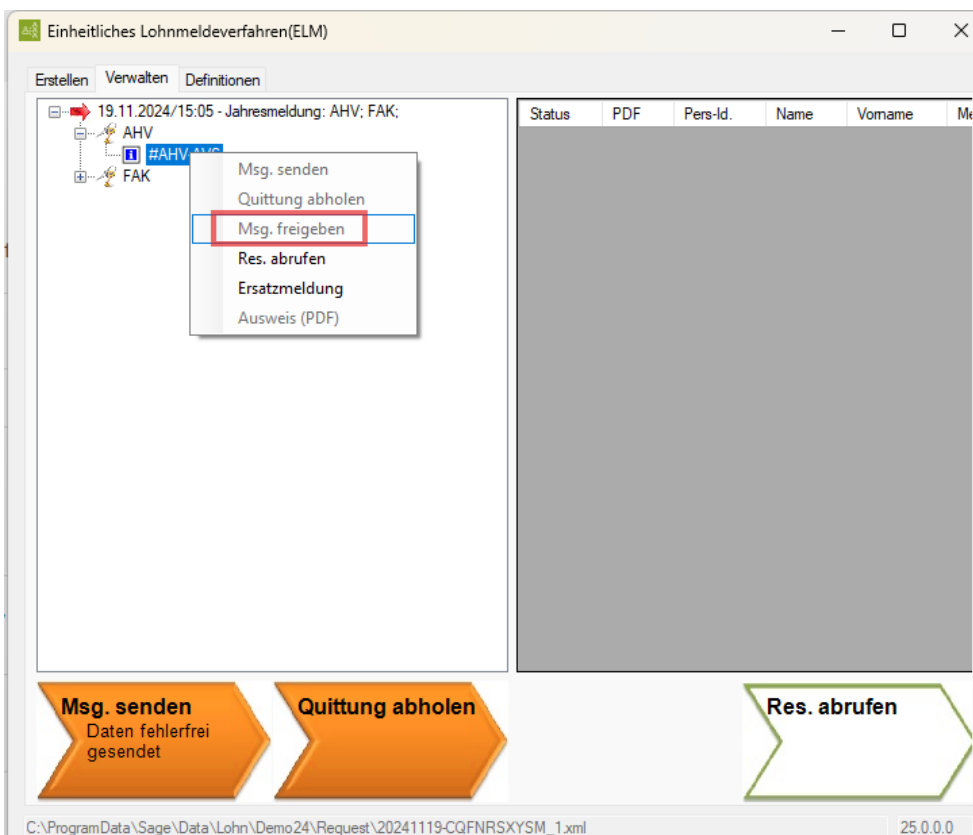 Einheitliches Lohnmeldeverfahren(ELM)
Erstellen Verwalten Definitionen
19.11.2024/15:05 - Jahresmeldung: AHV; FAK;
AHV
#AHV-AVS
FAK
Msg. senden
Quittung abholen
Msg. freigeben
Res. abrufen
Ersatzmeldung
Ausweis (PDF)
Status PDF Pers-Id. Name Vorname
Msg. senden
Daten fehlerfrei
gesendet
Quittung abholen
Res. abrufen
C:\ProgramData\Sage\Data\Lohn\Demo24\Request\20241119-CQFNRSXYSM_1.xml 25.0.0.0